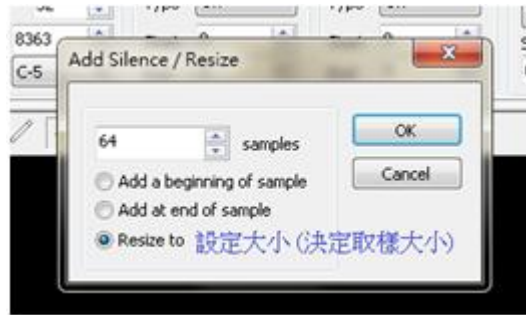 8363
C-5
Add Silence / Resize
64
samples
OK
Add a beginning of sample
Cancel
Add at end of sample
Resize to 設定大小(決定取樣大小)